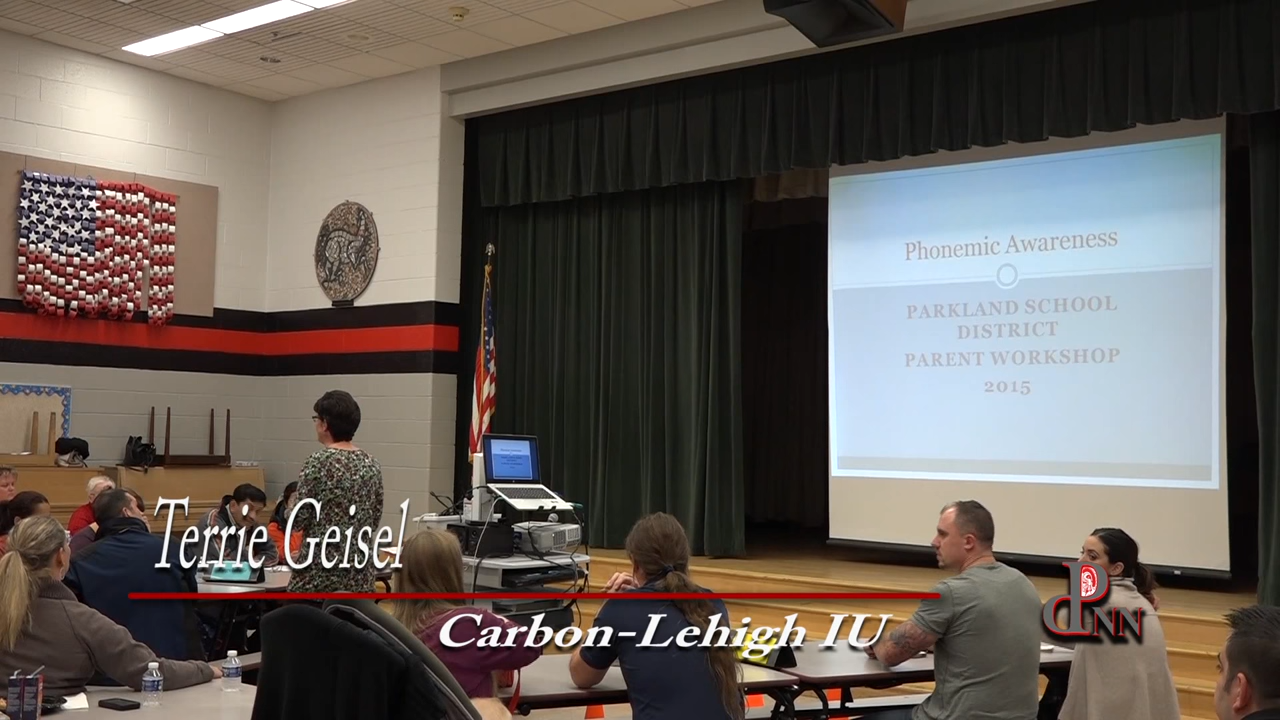 Phonemic Awareness
PARKLAND SCHOOL
DISTRICT
PARENT WORKSHOP
2015
Terrie Geisel
Carbon-Lehigh IU
PNN